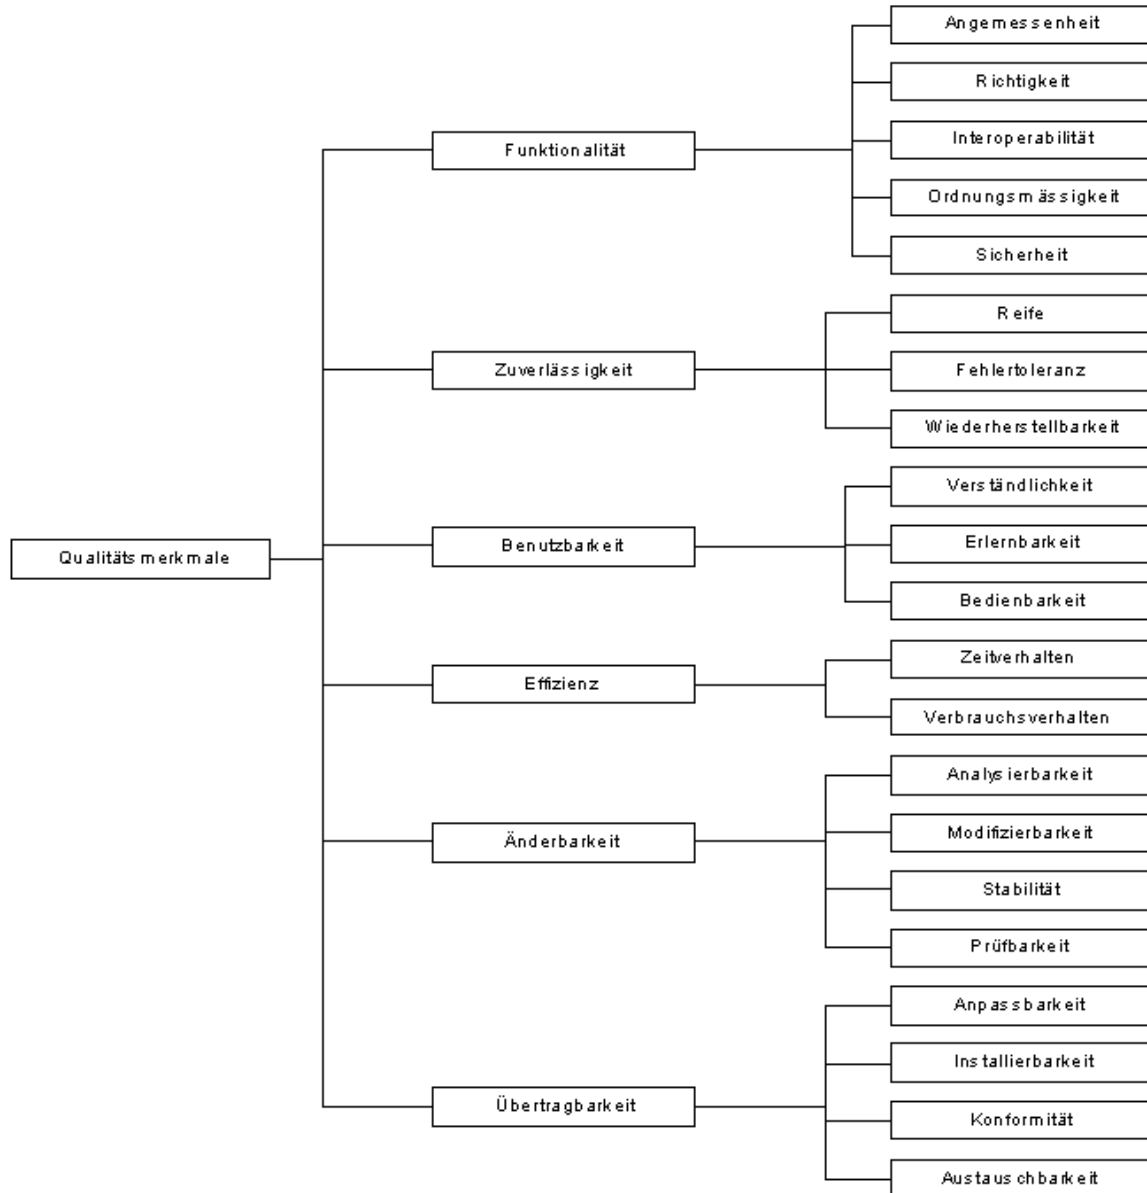 Qualitätsmerkmale
Funktionalität
Angemessenheit
Richtigkeit
Interoperabilität
Ordnungsmässigkeit
Sicherheit
Zuverlässigkeit
Reife
Fehlertoleranz
Wiederherstellbarkeit
Benutzbarkeit
Verständlichkeit
Erlernbarkeit
Bedienbarkeit
Effizienz
Zeitverhalten
Verbrauchsverhalten
Änderbarkeit
Analysierbarkeit
Modifizierbarkeit
Stabilität
Prüfbarkeit
Übertragbarkeit
Anpassbarkeit
Installierbarkeit
Konformität
Austauschbarkeit